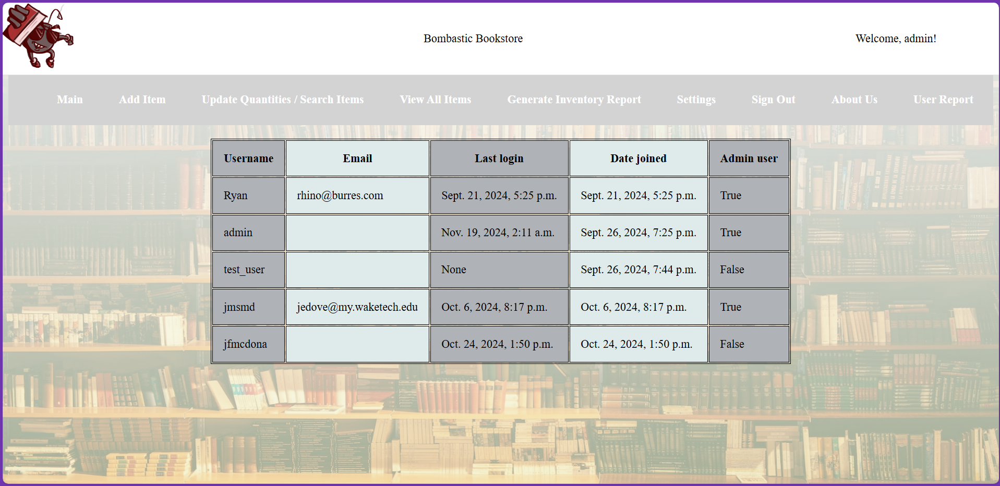 Bombastic Bookstore
Welcome, admin!
Main Add Item Update Quantities / Search Items View All Items Generate Inventory Report Settings Sign Out About Us User Report
Username Email Last login Date joined Admin user
Ryan rhino@burres.com Sept. 21, 2024, 5:25 p.m. Sept. 21, 2024, 5:25 p.m. True
admin Nov. 19, 2024, 2:11 a.m. Sept. 26, 2024, 7:25 p.m. True
test_user None Sept. 26, 2024, 7:44 p.m. False
jmsmd jedove@my.waketech.edu Oct. 6, 2024, 8:17 p.m. Oct. 6, 2024, 8:17 p.m. True
jfmcdona Oct. 24, 2024, 1:50 p.m. Oct. 24, 2024, 1:50 p.m. False